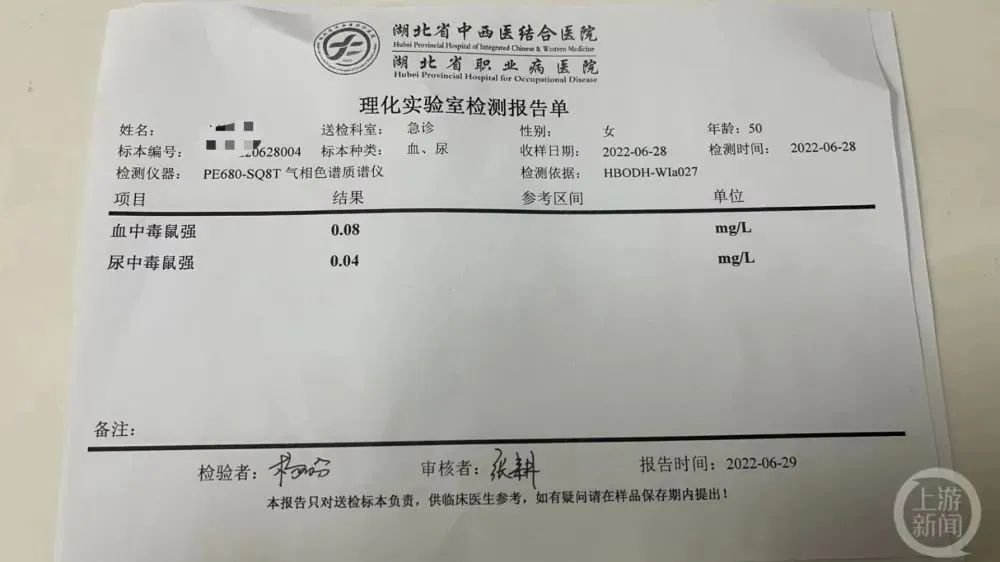 湖北省中西医结合医院
Hubei Provincial Hospital of Integrated Chinese & Western Medicine
湖北省职业病医院
Hubei Provincial Hospital for Occupational Disease
理化实验室检测报告单
姓名: 送检科室: 急诊 性别: 女 年龄: 50
标本编号: 20628004 标本种类: 血、尿 收样日期: 2022-06-28 检测时间: 2022-06-28
检测仪器: PE680-SQ8T 气相色谱质谱仪 检测依据: HBODH-WIa027
项目 结果 参考区间 单位
血中毒鼠强 0.08 mg/L
尿中毒鼠强 0.04 mg/L
备注:
检验者: 审核者: 张耕 报告时间: 2022-06-29
本报告只对送检标本负责，供临床医生参考，如有疑问请在样品保存期内提出！
上游新闻